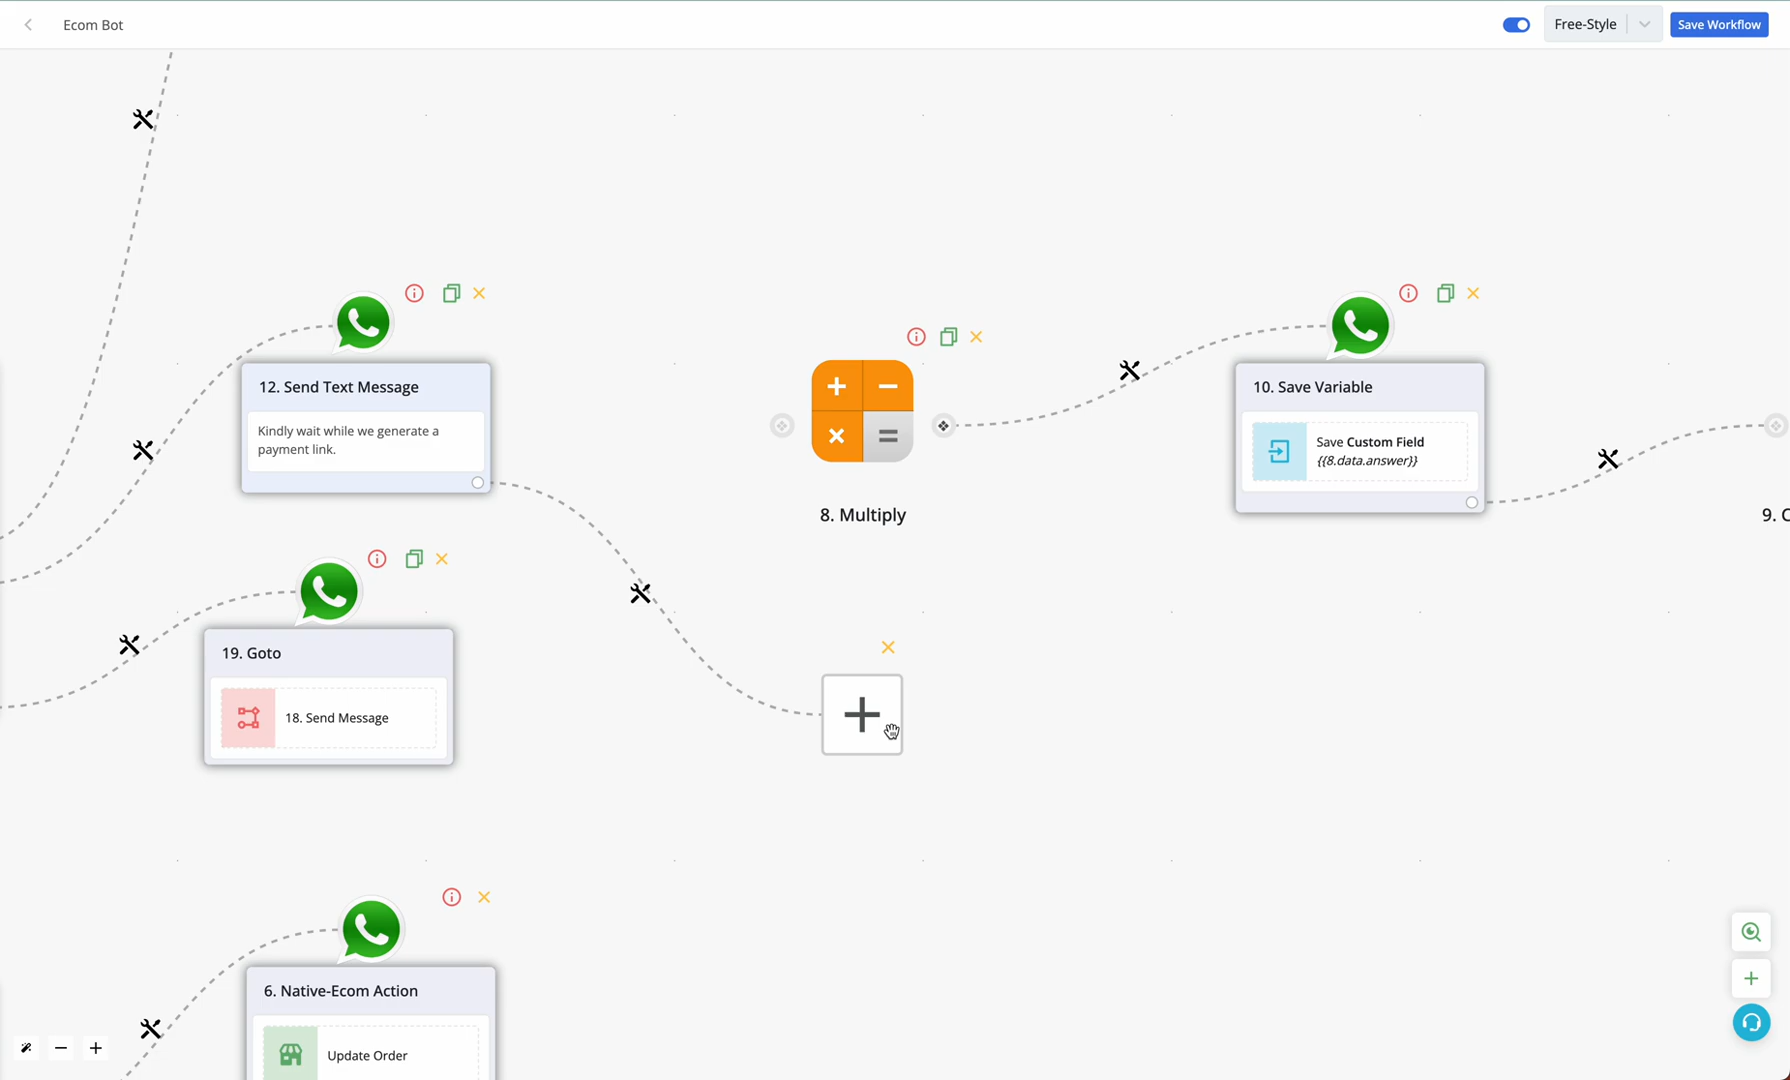 Ecom Bot
Free-Style
Save Workflow
12. Send Text Message
Kindly wait while we generate a
payment link.
8. Multiply
10. Save Variable
Save Custom Field
{{8.data.answer}}
9. C
19. Goto
18. Send Message
6. Native-Ecom Action
Update Order